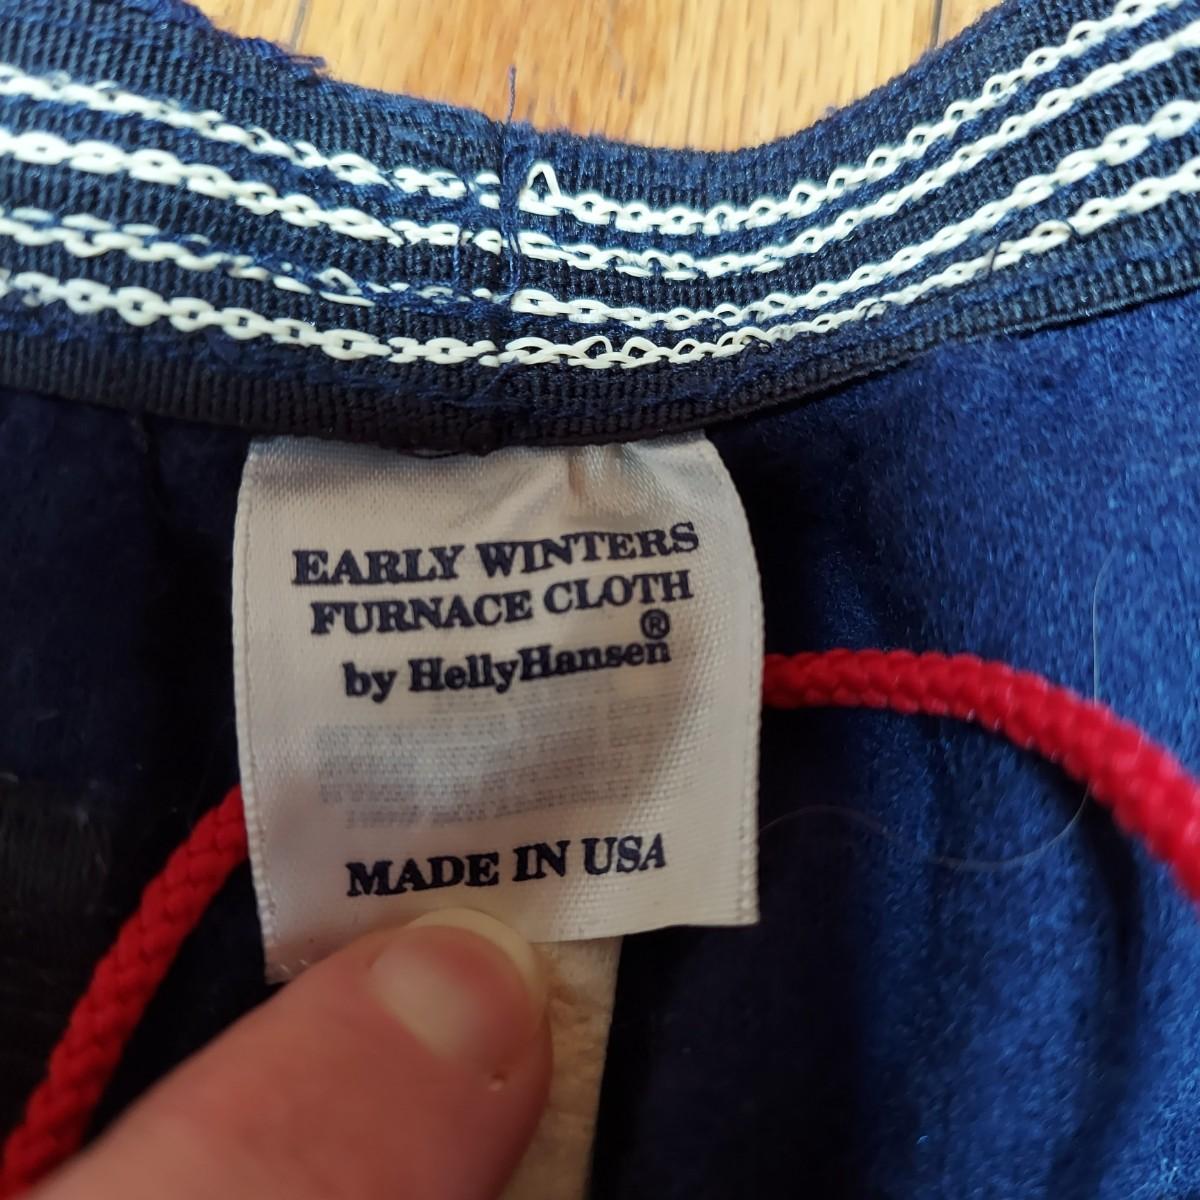 EARLY WINTERS
FURNACE CLOTH
®
by HellyHansen
MADE IN USA